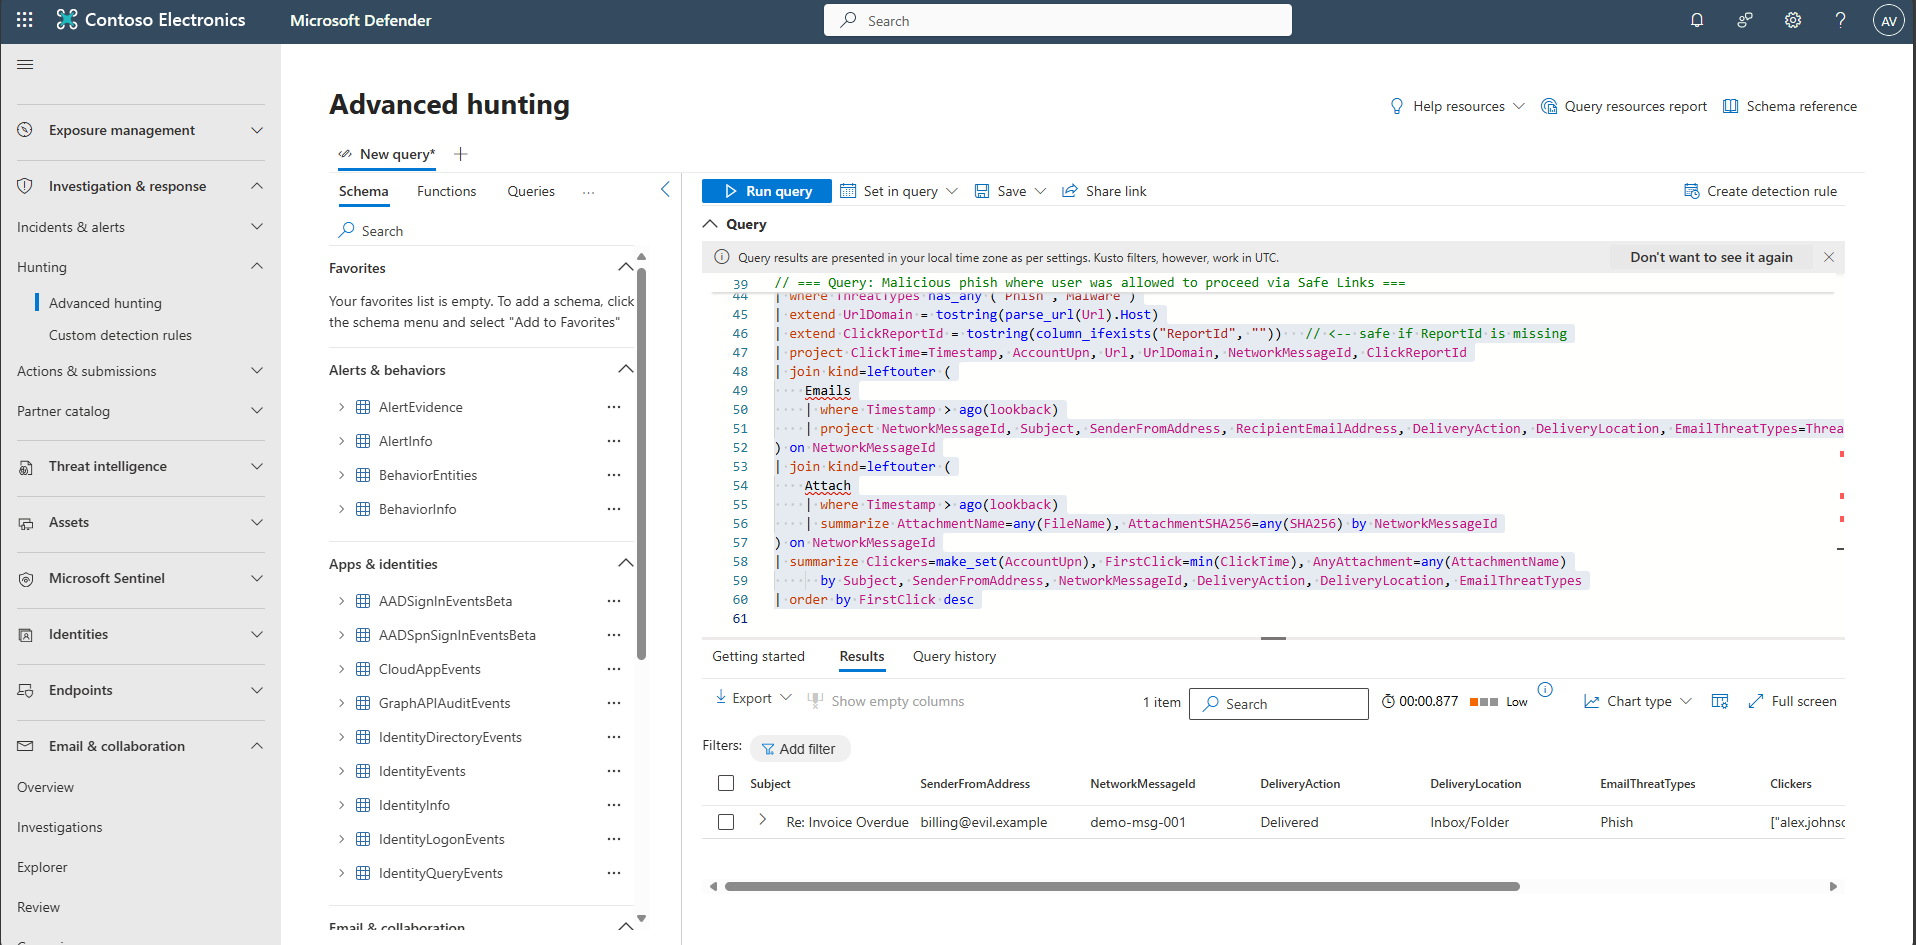 Contoso Electronics
Microsoft Defender
Search
AV
Exposure management
Investigation & response
Incidents & alerts
Hunting
Advanced hunting
Custom detection rules
Actions & submissions
Partner catalog
Threat intelligence
Assets
Microsoft Sentinel
Identities
Endpoints
Email & collaboration
Overview
Investigations
Explorer
Review
Advanced hunting
Help resources
Query resources report
Schema reference
New query*
Schema
Functions
Queries
...
Search
Favorites
Your favorites list is empty. To add a schema, click
the schema menu and select "Add to Favorites"
Alerts & behaviors
AlertEvidence
AlertInfo
BehaviorEntities
BehaviorInfo
Apps & identities
AADSignInEventsBeta
AADSpnSignInEventsBeta
CloudAppEvents
GraphAPIAuditEvents
IdentityDirectoryEvents
IdentityEvents
IdentityInfo
IdentityLogonEvents
IdentityQueryEvents
Email & collaboration
Run query
Set in query
Save
Share link
Create detection rule
Query
Query results are presented in your local time zone as per settings. Kusto filters, however, work in UTC.
Don't want to see it again
39 // === Query: Malicious phish where user was allowed to proceed via Safe Links ===
44 | where ThreatTypes has_any ("Phish", "Malware")
45 | extend UrlDomain = tostring(parse_url(Url).Host)
46 | extend ClickReportId = tostring(column_ifexists("ReportId", "")) // <-- safe if ReportId is missing
47 | project ClickTime=Timestamp, AccountUpn, Url, UrlDomain, NetworkMessageId, ClickReportId
48 | join kind=leftouter (
49 Emails
50 | where Timestamp > ago(lookback)
51 | project NetworkMessageId, Subject, SenderFromAddress, RecipientEmailAddress, DeliveryAction, DeliveryLocation, EmailThreatTypes=Threa
52 ) on NetworkMessageId
53 | join kind=leftouter (
54 Attach
55 | where Timestamp > ago(lookback)
56 | summarize AttachmentName=any(FileName), AttachmentSHA256=any(SHA256) by NetworkMessageId
57 ) on NetworkMessageId
58 | summarize Clickers=make_set(AccountUpn), FirstClick=min(ClickTime), AnyAttachment=any(AttachmentName)
59 by Subject, SenderFromAddress, NetworkMessageId, DeliveryAction, DeliveryLocation, EmailThreatTypes
60 | order by FirstClick desc
61
Getting started
Results
Query history
Export
Show empty columns
1 item
Search
00:00.877
Low
Chart type
Full screen
Filters:
Add filter
Subject SenderFromAddress NetworkMessageId DeliveryAction DeliveryLocation EmailThreatTypes Clickers
Re: Invoice Overdue billing@evil.example demo-msg-001 Delivered Inbox/Folder Phish ["alex.johnsc